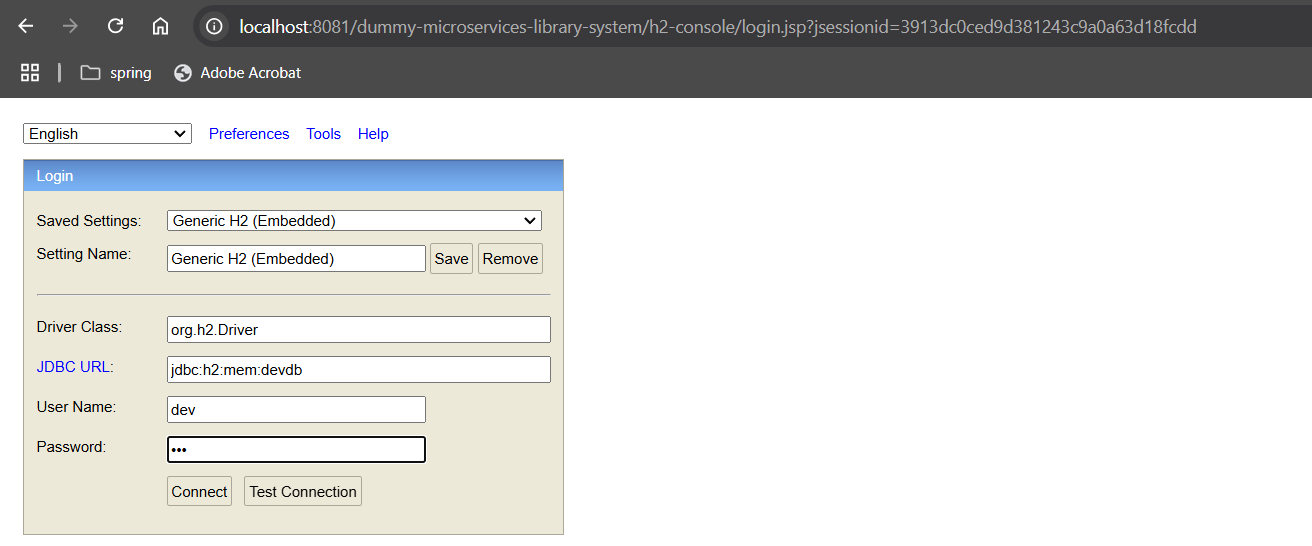 localhost:8081/dummy-microservices-library-system/h2-console/login.jsp?jsessionid=3913dc0ced9d381243c9a0a63d18fcdd
spring Adobe Acrobat
English Preferences Tools Help
Login
Saved Settings: Generic H2 (Embedded)
Setting Name: Generic H2 (Embedded) Save Remove
Driver Class: org.h2.Driver
JDBC URL: jdbc:h2:mem:devdb
User Name: dev
Password: •••
Connect Test Connection